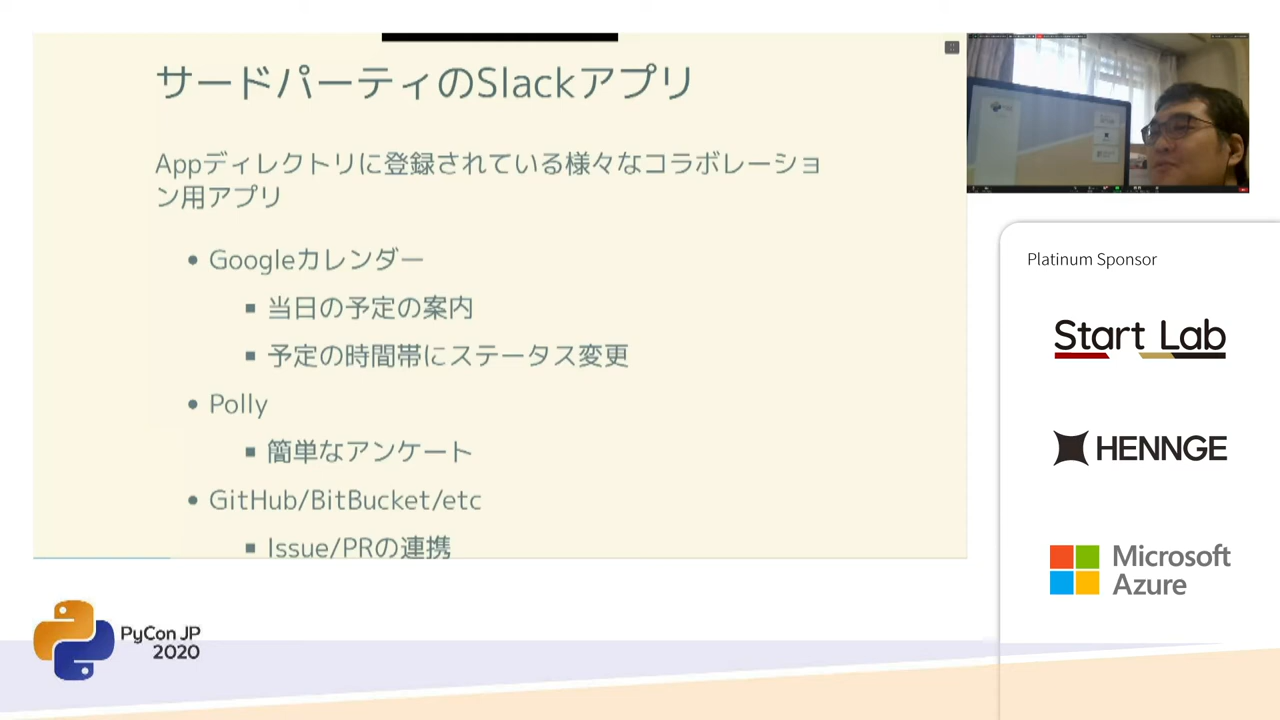 サードパーティのSlackアプリ
Appディレクトリに登録されている様々なコラボレーショ
ン用アプリ
• Googleカレンダー
▪ 当日の予定の案内
▪ 予定の時間帯にステータス変更
• Polly
▪ 簡単なアンケート
• GitHub/BitBucket/etc
▪ Issue/PRの連携
Platinum Sponsor
Start Lab
HENNGE
Microsoft
Azure
PyCon JP
2020